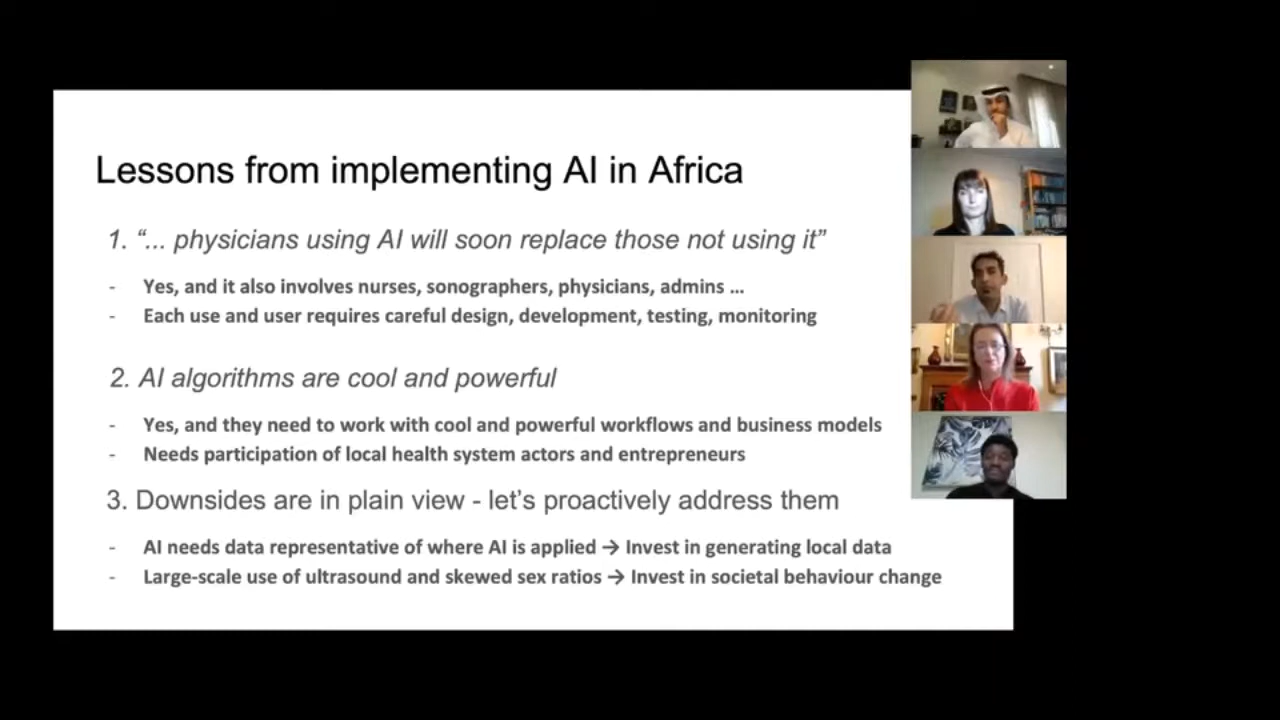 Lessons from implementing AI in Africa
1. “... physicians using AI will soon replace those not using it”
- Yes, and it also involves nurses, sonographers, physicians, admins ...
- Each use and user requires careful design, development, testing, monitoring
2. AI algorithms are cool and powerful
- Yes, and they need to work with cool and powerful workflows and business models
- Needs participation of local health system actors and entrepreneurs
3. Downsides are in plain view - let’s proactively address them
- AI needs data representative of where AI is applied → Invest in generating local data
- Large-scale use of ultrasound and skewed sex ratios → Invest in societal behaviour change